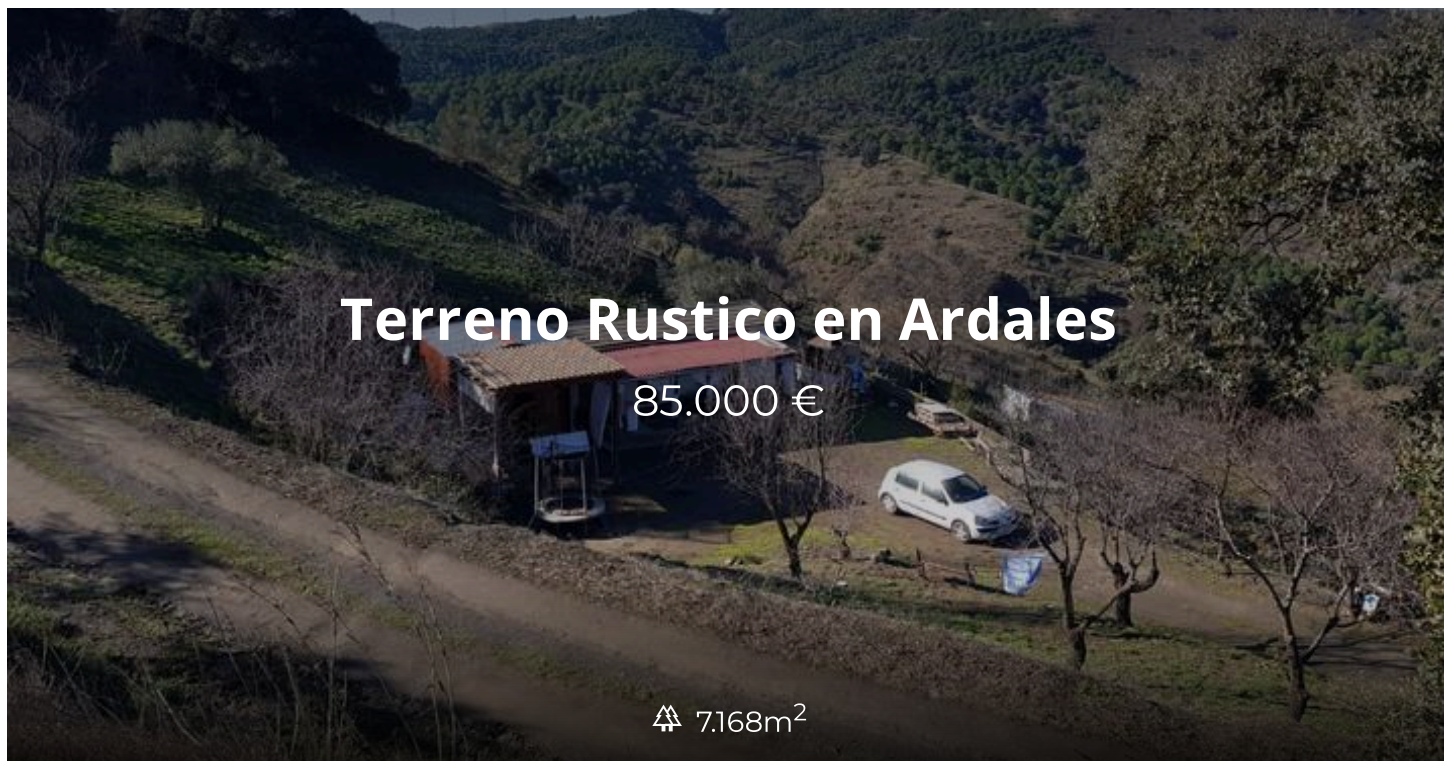 Terreno Rustico en Ardales
85.000 €
7.168m²